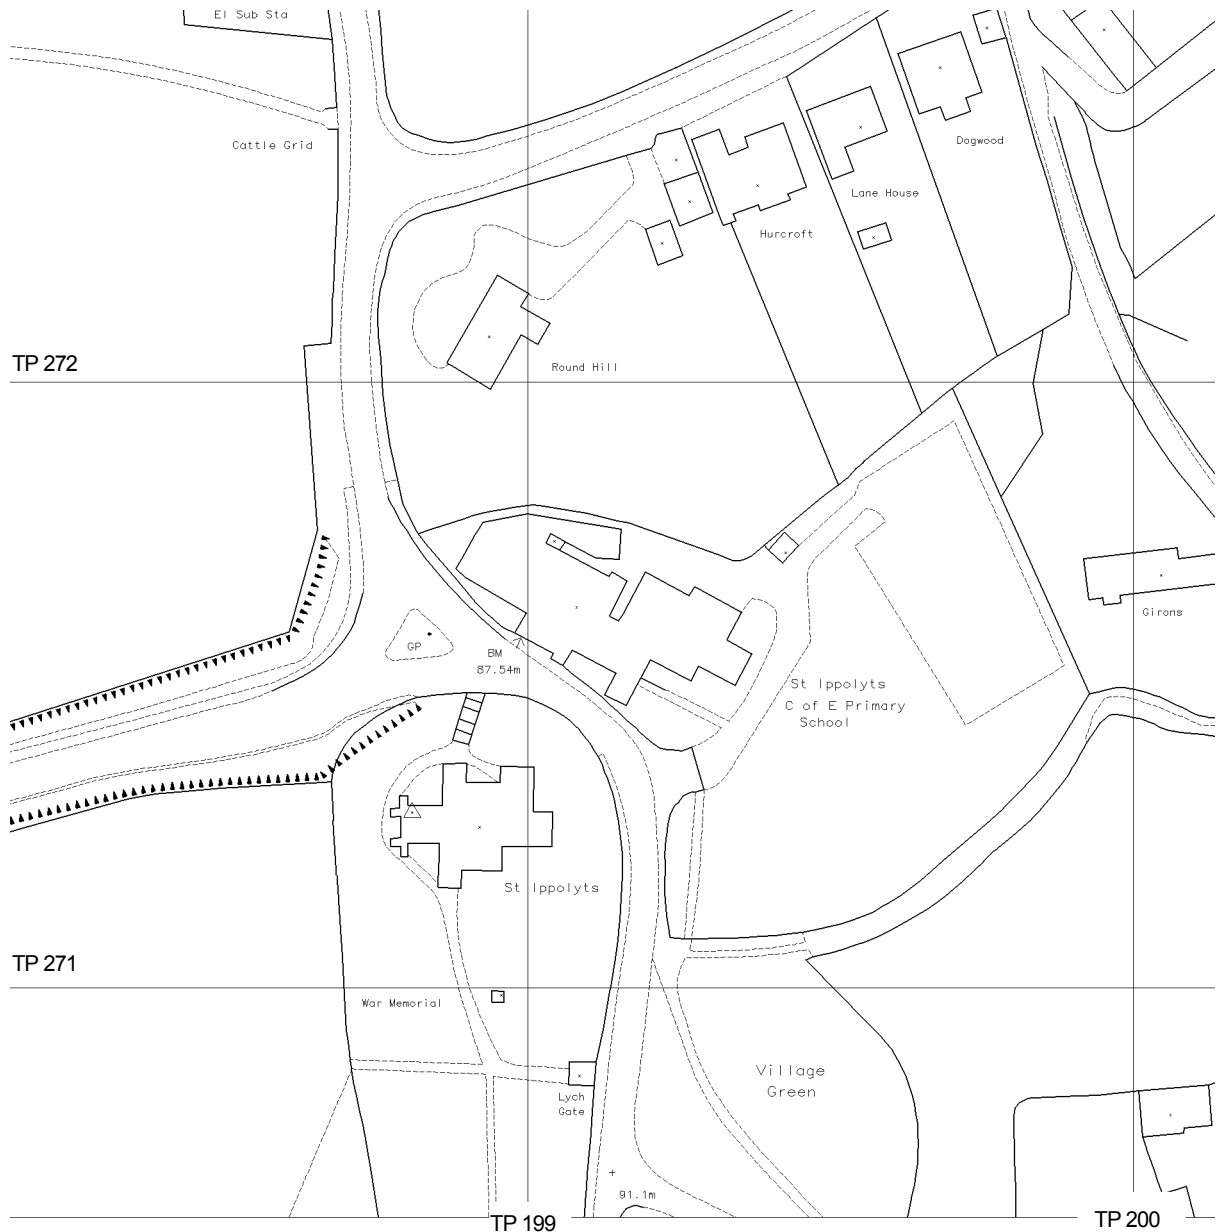 El Sub Sta
Cattle Grid
Dogwood
Lane House
Hurcroft
TP 272
Round Hill
Girons
GP
BM
87.54m
St Ippolyts
C of E Primary
School
St Ippolyts
TP 271
War Memorial
Village
Green
Lych
Gate
91.1m
TP 199
TP 200